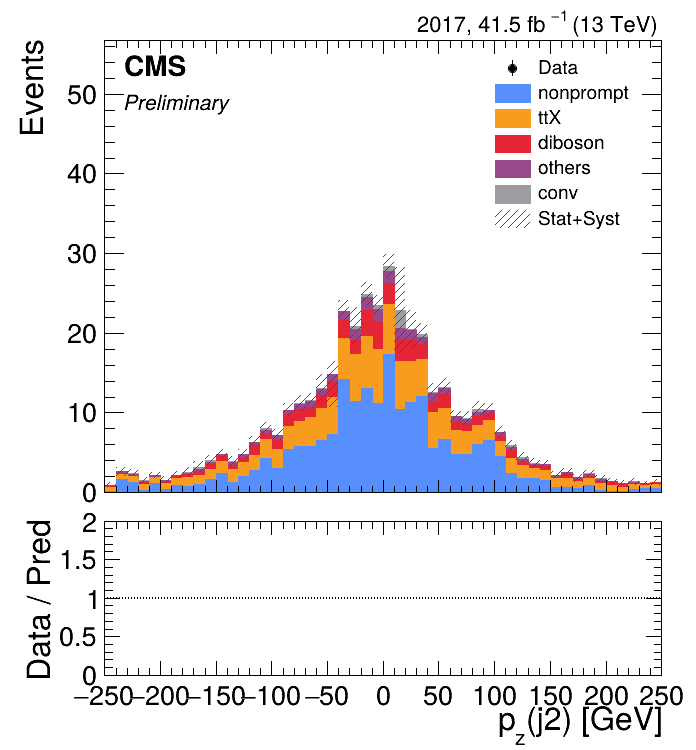 2017, 41.5 fb⁻¹ (13 TeV)
CMS
Preliminary
Events
50
40
30
20
10
0
Data
nonprompt
ttX
diboson
others
conv
Stat+Syst
Data / Pred
2
1.5
1
0.5
0
−250 −200 −150 −100 −50 0 50 100 150 200 250
p_z(j2) [GeV]